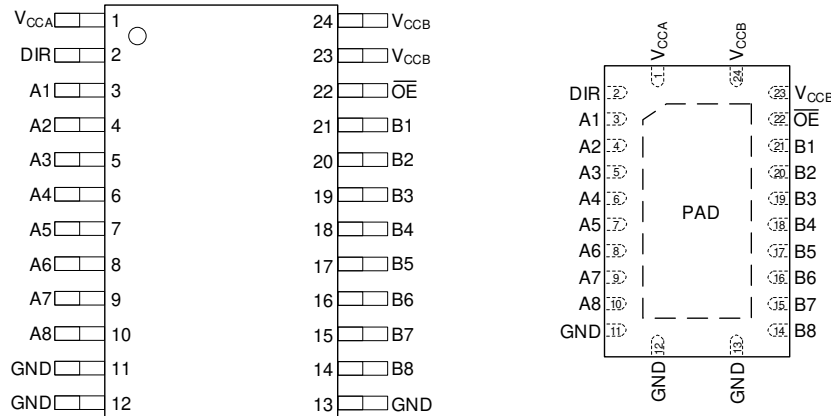 VCCA 1 24 VCCB
DIR 2 23 VCCB
A1 3 22 OE
A2 4 21 B1
A3 5 20 B2
A4 6 19 B3
A5 7 18 B4
A6 8 17 B5
A7 9 16 B6
A8 10 15 B7
GND 11 14 B8
GND 12 13 GND
VCCA VCCB
1 24
DIR 2 23 VCCB
A1 3 22 OE
A2 4 21 B1
A3 5 20 B2
A4 6 19 B3
A5 7 18 B4
PAD
A6 8 17 B5
A7 9 16 B6
A8 10 15 B7
GND 11 14 B8
12 13
GND GND